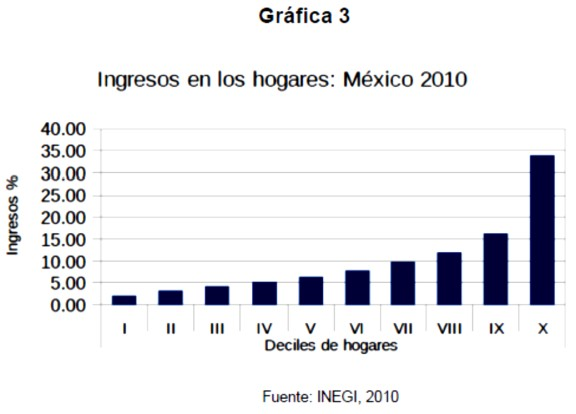 Gráfica 3
Ingresos en los hogares: México 2010
40.00
35.00
30.00
25.00
20.00
15.00
10.00
5.00
0.00
Ingresos %
I II III IV V VI VII VIII IX X
Deciles de hogares
Fuente: INEGI, 2010